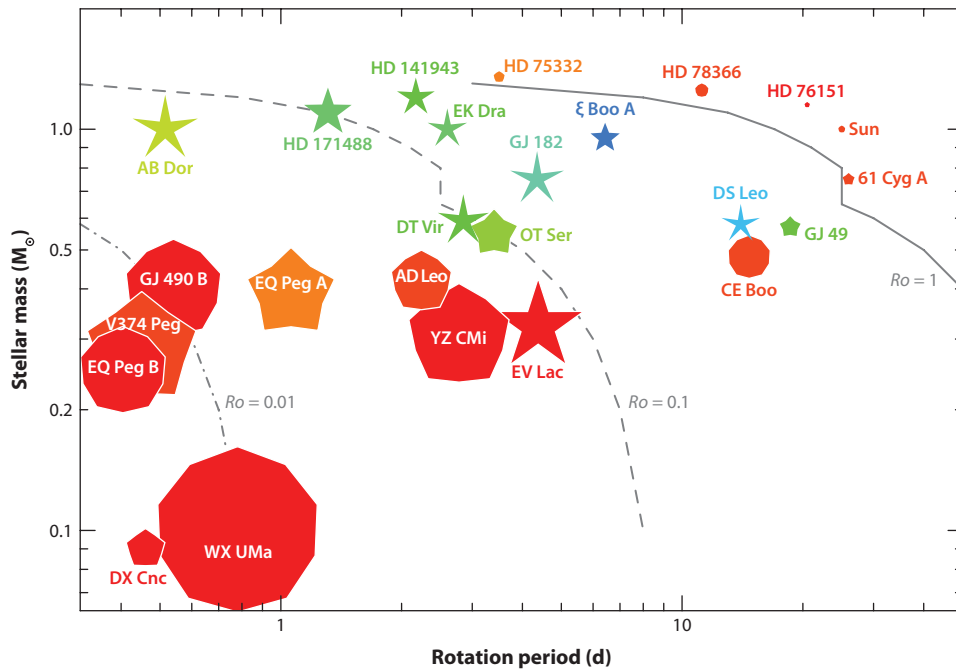 HD 141943
HD 75332
HD 78366
HD 76151
EK Dra
ξ Boo A
Sun
1.0
HD 171488
GJ 182
AB Dor
61 Cyg A
DS Leo
DT Vir
OT Ser
GJ 49
0.5
GJ 490 B
EQ Peg A
AD Leo
CE Boo
Ro = 1
V374 Peg
YZ CMi
EQ Peg B
EV Lac
Ro = 0.01
Ro = 0.1
0.2
0.1
WX UMa
DX Cnc
Stellar mass (M⊙)
1
10
Rotation period (d)